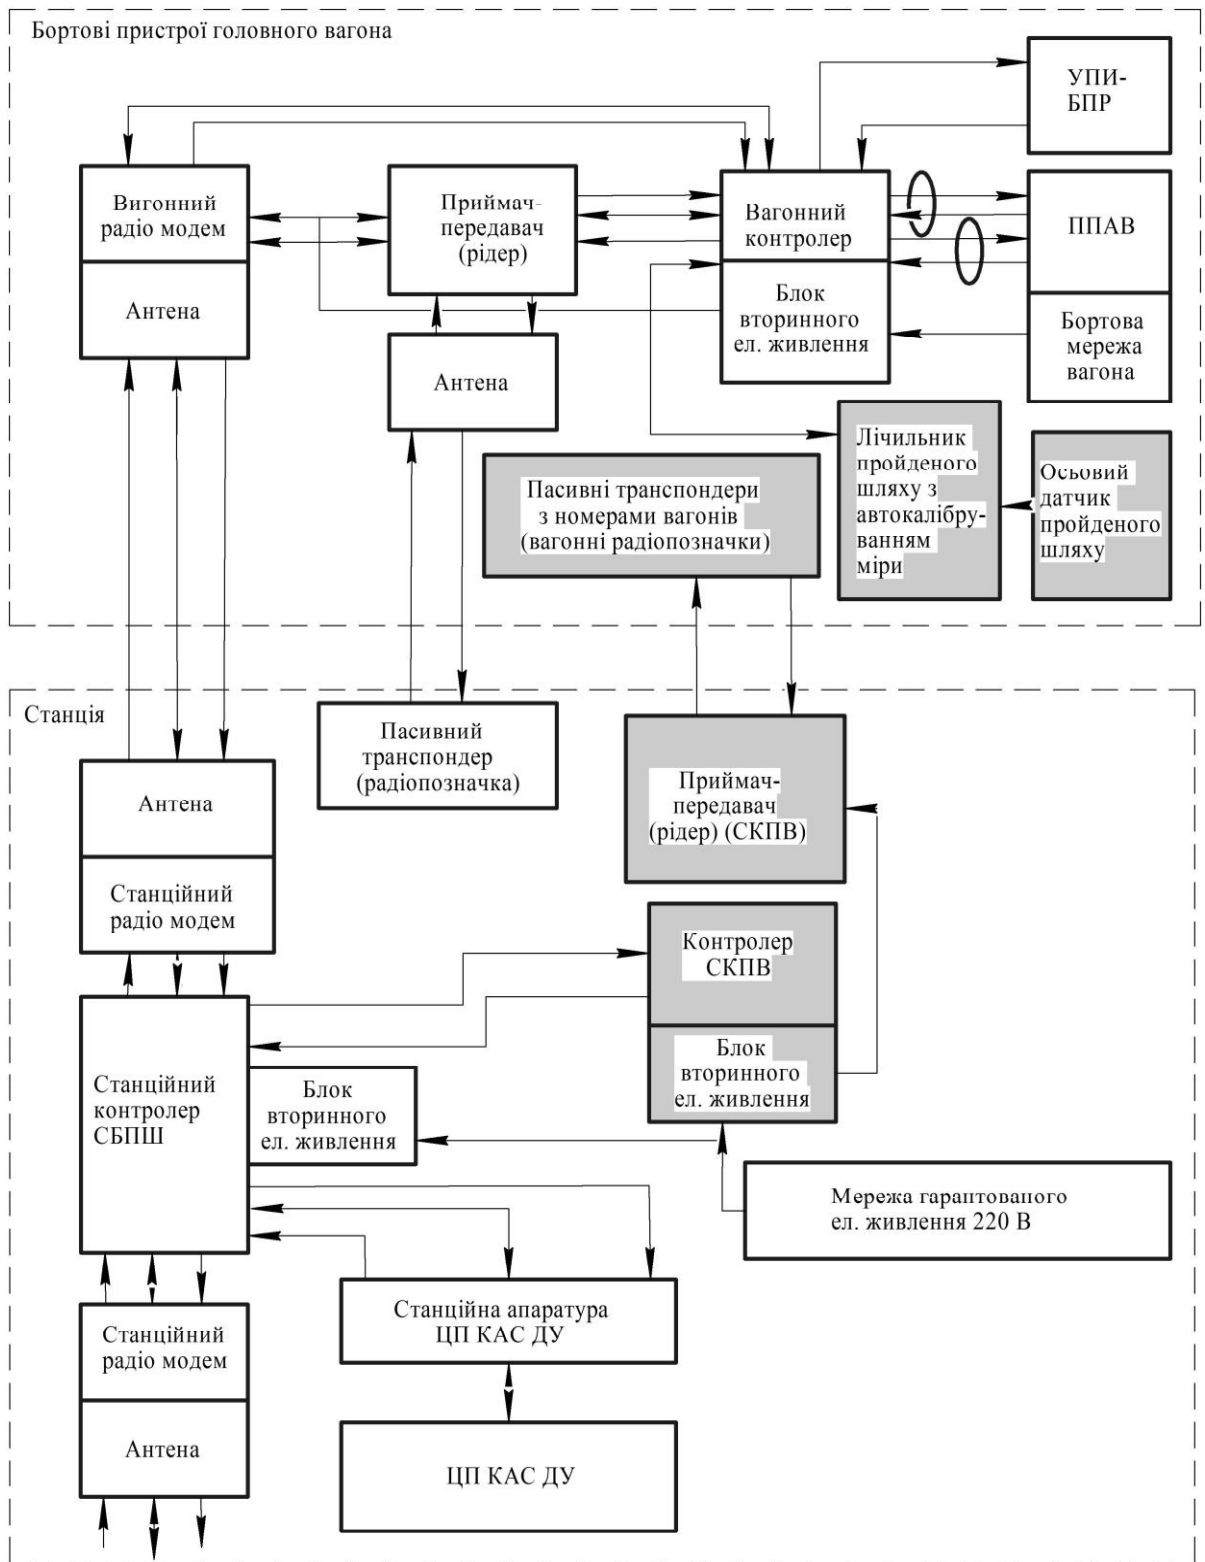 Бортові пристрої головного вагона
УПИ-
БПР
Вигонний
радіо модем
Антена
Приймач-
передавач
(рідер)
Антена
Вагонний
контролер
Блок
вторинного
ел. живлення
ППАВ
Бортова
мережа
вагона
Пасивні транспондери
з номерами вагонів
(вагонні радіопозначки)
Лічильник
пройденого
шляху з
автокалібру-
ванням
міри
Осьовий
датчик
пройденого
шляху
Станція
Пасивний
транспондер
(радіопозначка)
Антена
Станційний
радіо модем
Приймач-
передавач
(рідер) (СКПВ)
Контролер
СКПВ
Блок
вторинного
ел. живлення
Станційний
контролер
СБПШ
Блок
вторинного
ел. живлення
Мережа гараптованого
ел. живлення 220 В
Станційний
радіо модем
Антена
Станційна апаратура
ЦП КАС ДУ
ЦП КАС ДУ